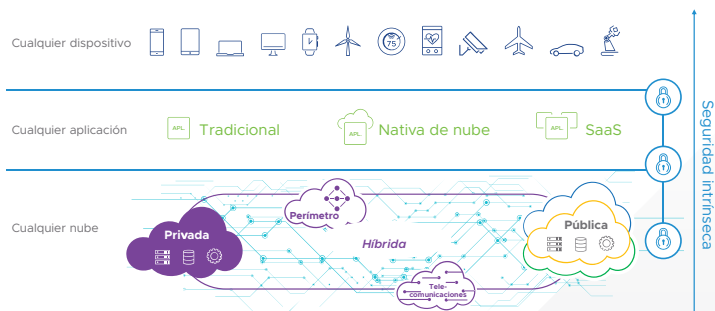 Cualquier dispositivo
75
Cualquier aplicación
APL.
Tradicional
APL.
Nativa de nube
APL.
SaaS
Cualquier nube
Privada
Perímetro
Híbrida
Tele-
comunicaciones
Pública
Seguridad intrínseca